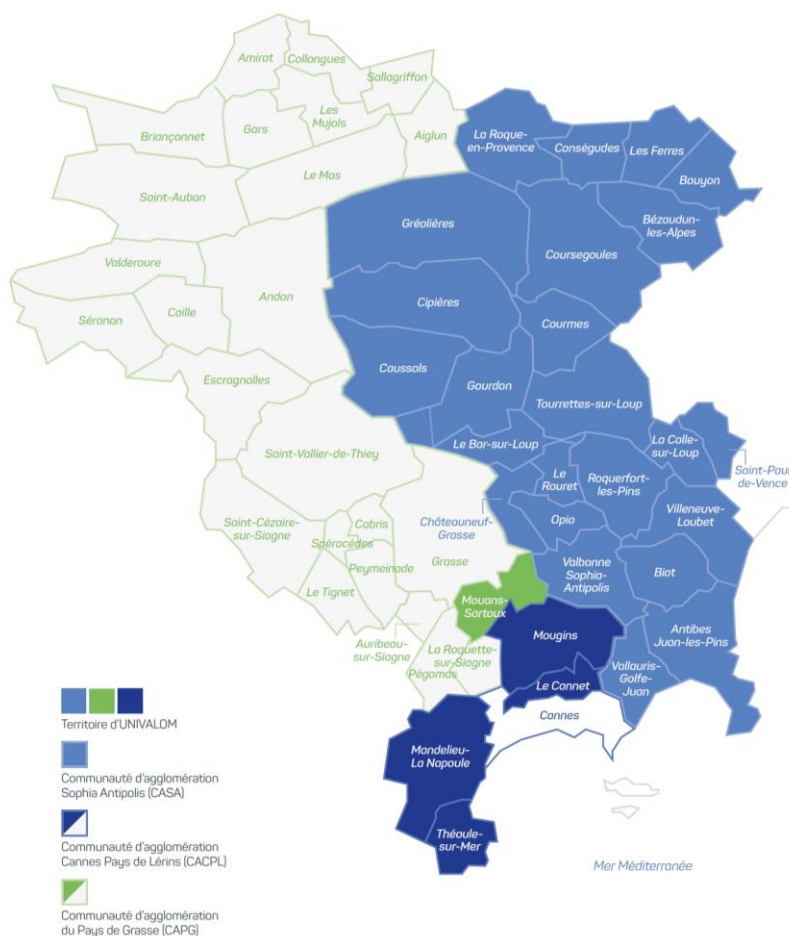 Amirat
Collongues
Sallagriffon
Les
Mujols
Gars
Briançonnet
Aiglun
Le Mas
Saint-Auban
La Roque-
en-Provence
Conségudes
Les Ferres
Bouyon
Bézaudun-
les-Alpes
Gréolières
Coursegoules
Valderoure
Andon
Caille
Séranon
Cipières
Courmes
Escragnolles
Caussols
Gourdon
Tourrettes-sur-Loup
Le Bar-sur-Loup
La Colle-
sur-Loup
Saint-Paul
de-Vence
Saint-Vallier-de-Thiey
Le
Rouret
Roquefort-
les-Pins
Villeneuve-
Loubet
Saint-Cézaire-
sur-Siagne
Cabris
Spéracèdes
Châteauneuf-
Grasse
Opio
Grasse
Peymeinade
Le Tignet
Valbonne
Sophia-
Antipolis
Biot
Mouans-
Sartoux
Mougins
Antibes
Juan-les-Pins
Auribeau-
sur-Siagne
La Roquette-
sur-Siagne
Pégomas
Vallauris-
Golfe-
Juan
Le Cannet
Cannes
Mandelieu-
La Napoule
Théoule-
sur-Mer
Mer Méditerranée
Territoire d'UNIVALOM
Communauté d'agglomération
Sophia Antipolis (CASA)
Communauté d'agglomération
Cannes Pays de Lérins (CACPL)
Communauté d'agglomération
du Pays de Grasse (CAPG)